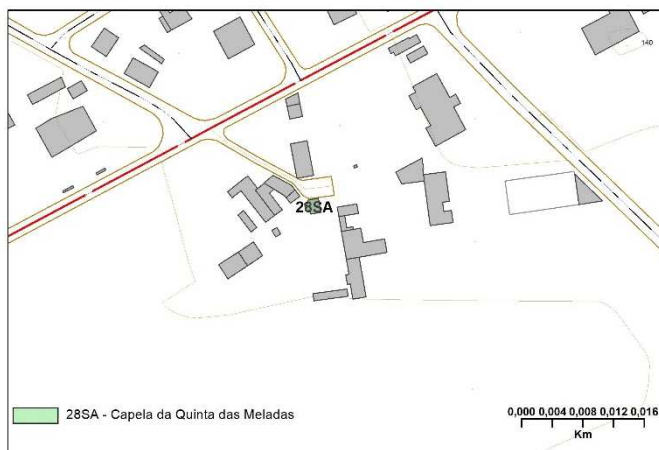 140
28SA
28SA - Capela da Quinta das Meladas
0,000 0,004 0,008 0,012 0,016
Km